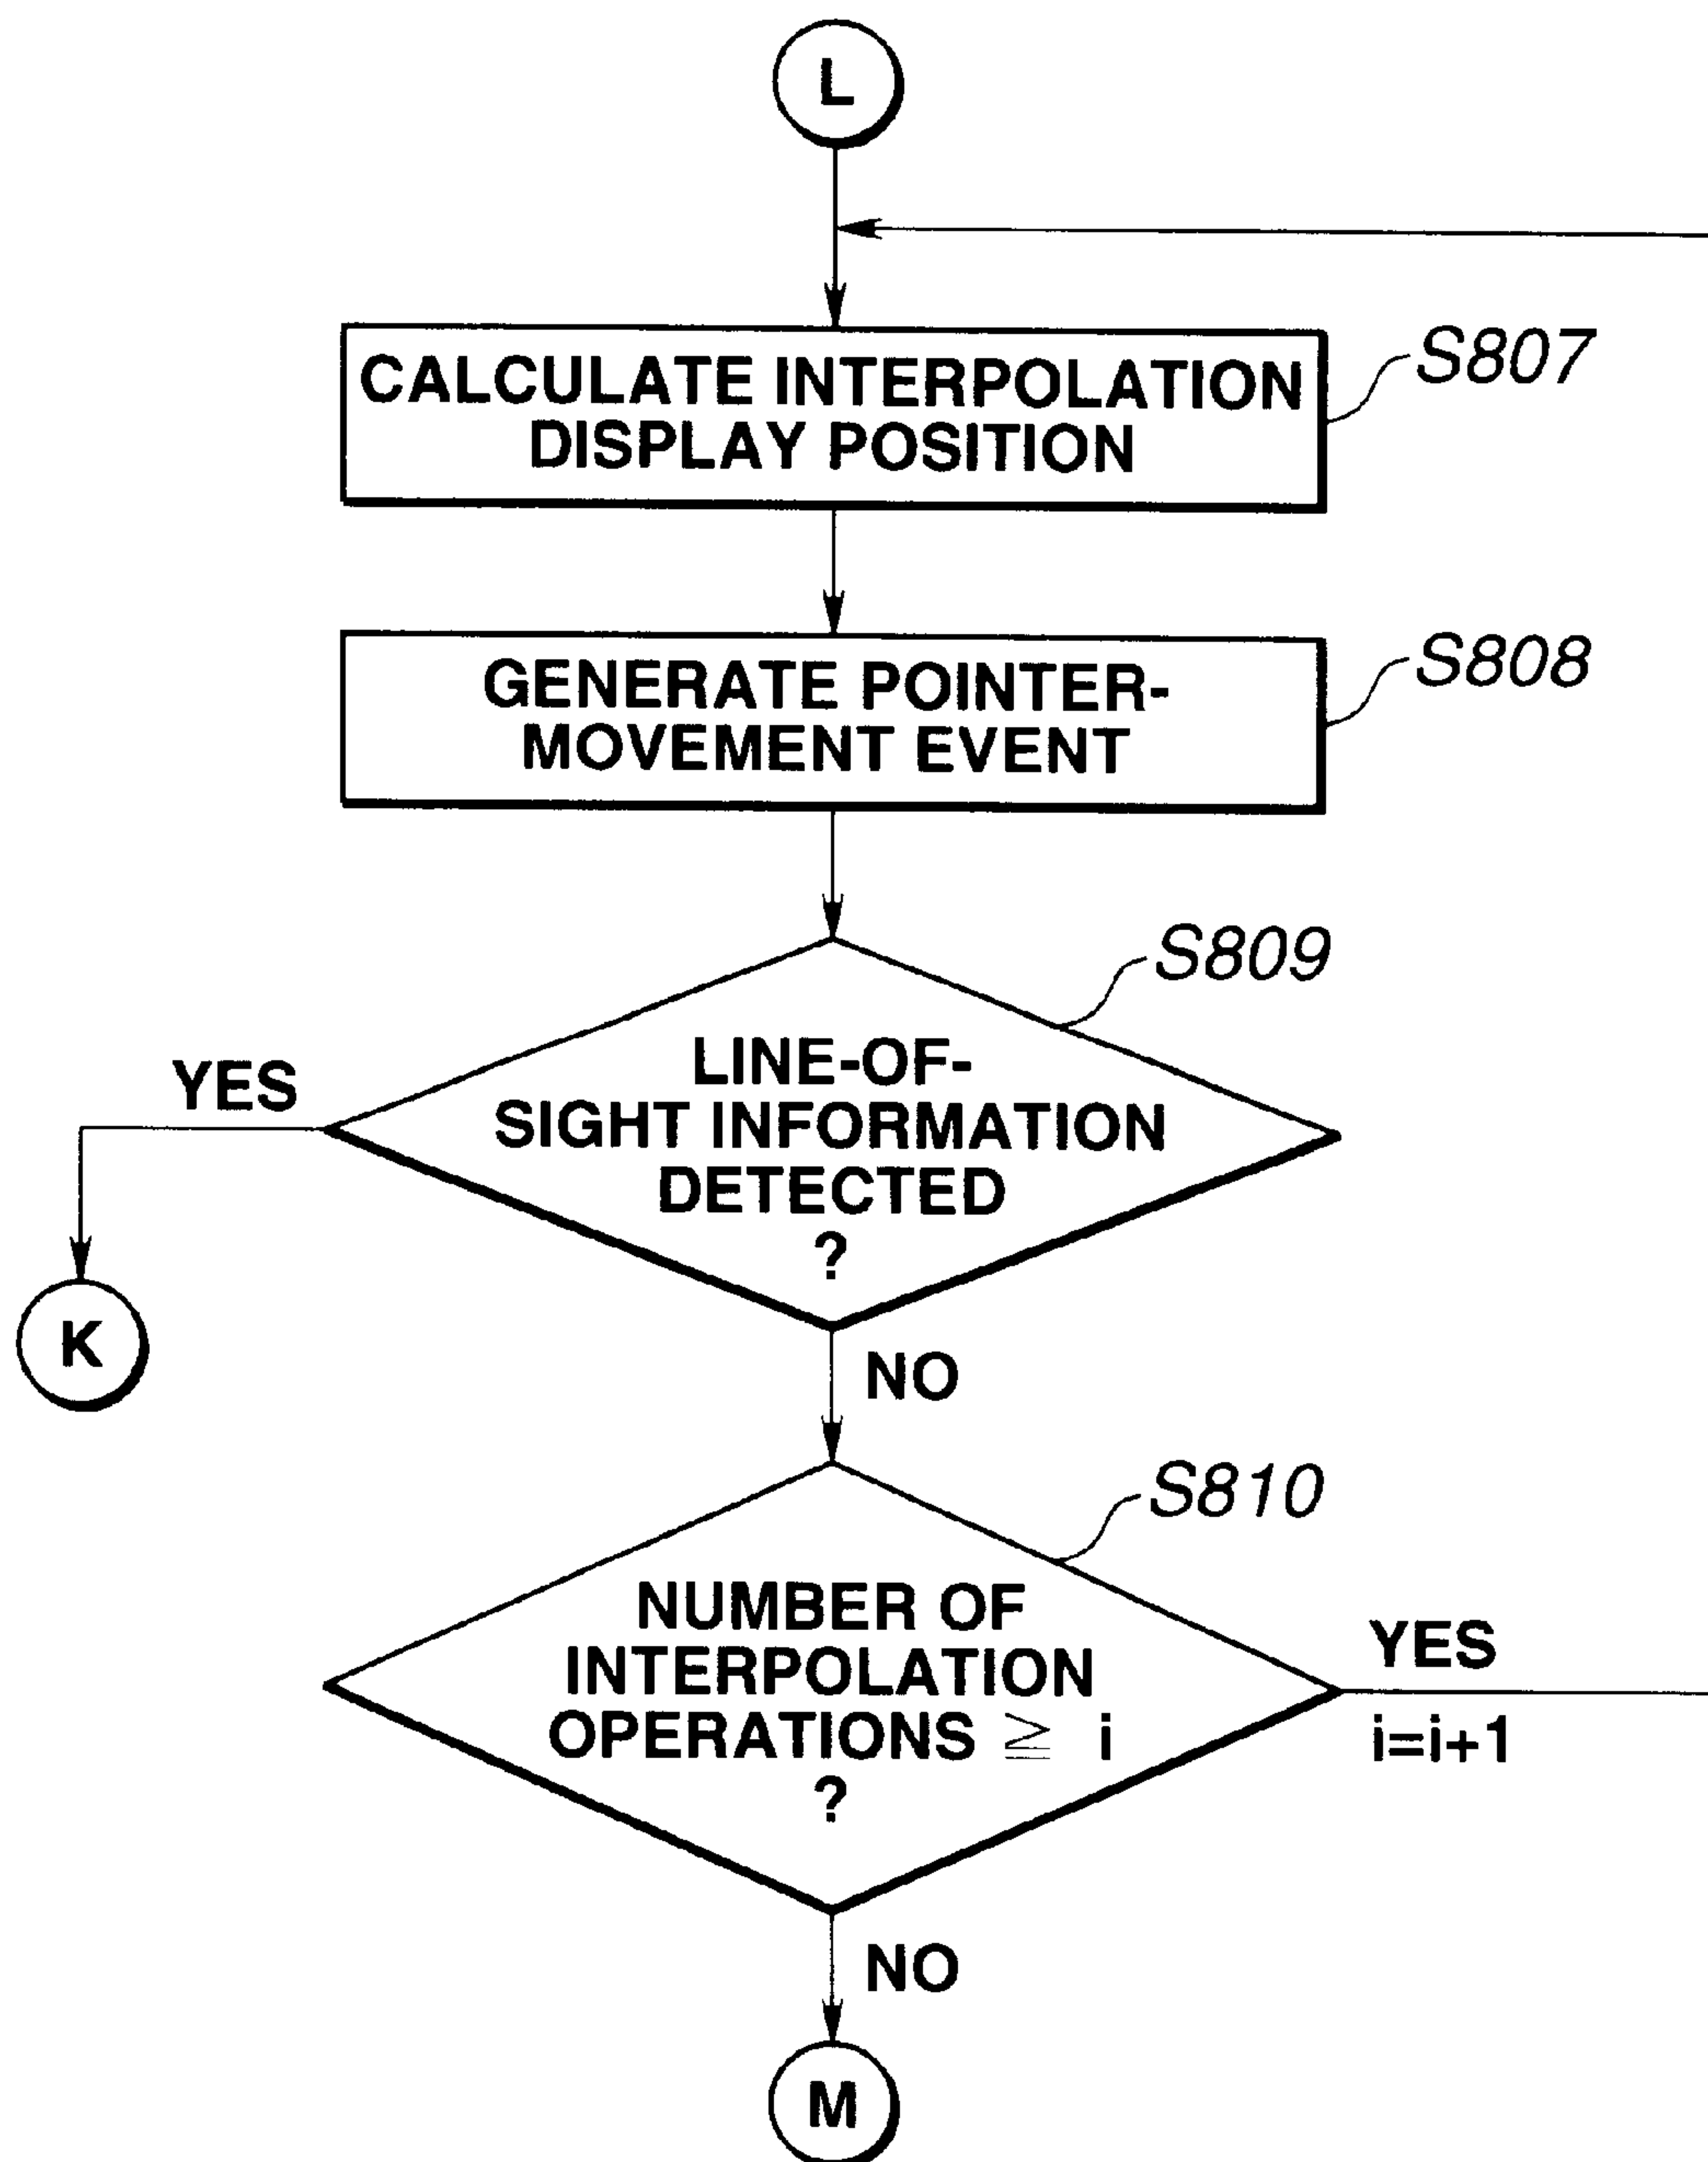 L
CALCULATE INTERPOLATION
DISPLAY POSITION
S807
GENERATE POINTER-
MOVEMENT EVENT
S808
S809
LINE-OF-
SIGHT INFORMATION
DETECTED
?
YES
K
NO
S810
NUMBER OF
INTERPOLATION
OPERATIONS ≧ i
?
YES
i=i+1
NO
M